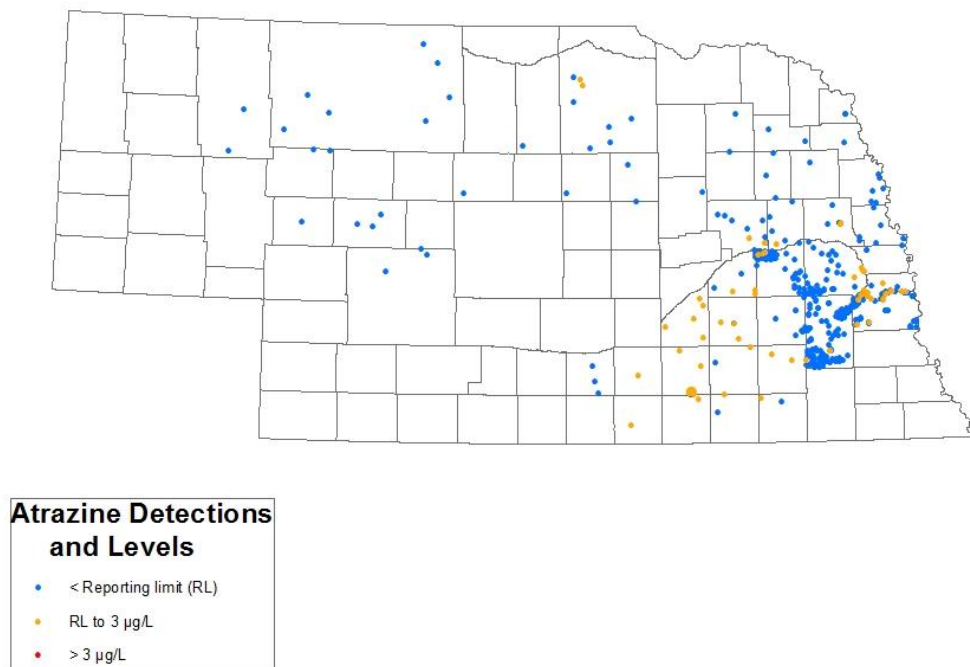 Atrazine Detections
and Levels
< Reporting limit (RL)
RL to 3 µg/L
> 3 µg/L